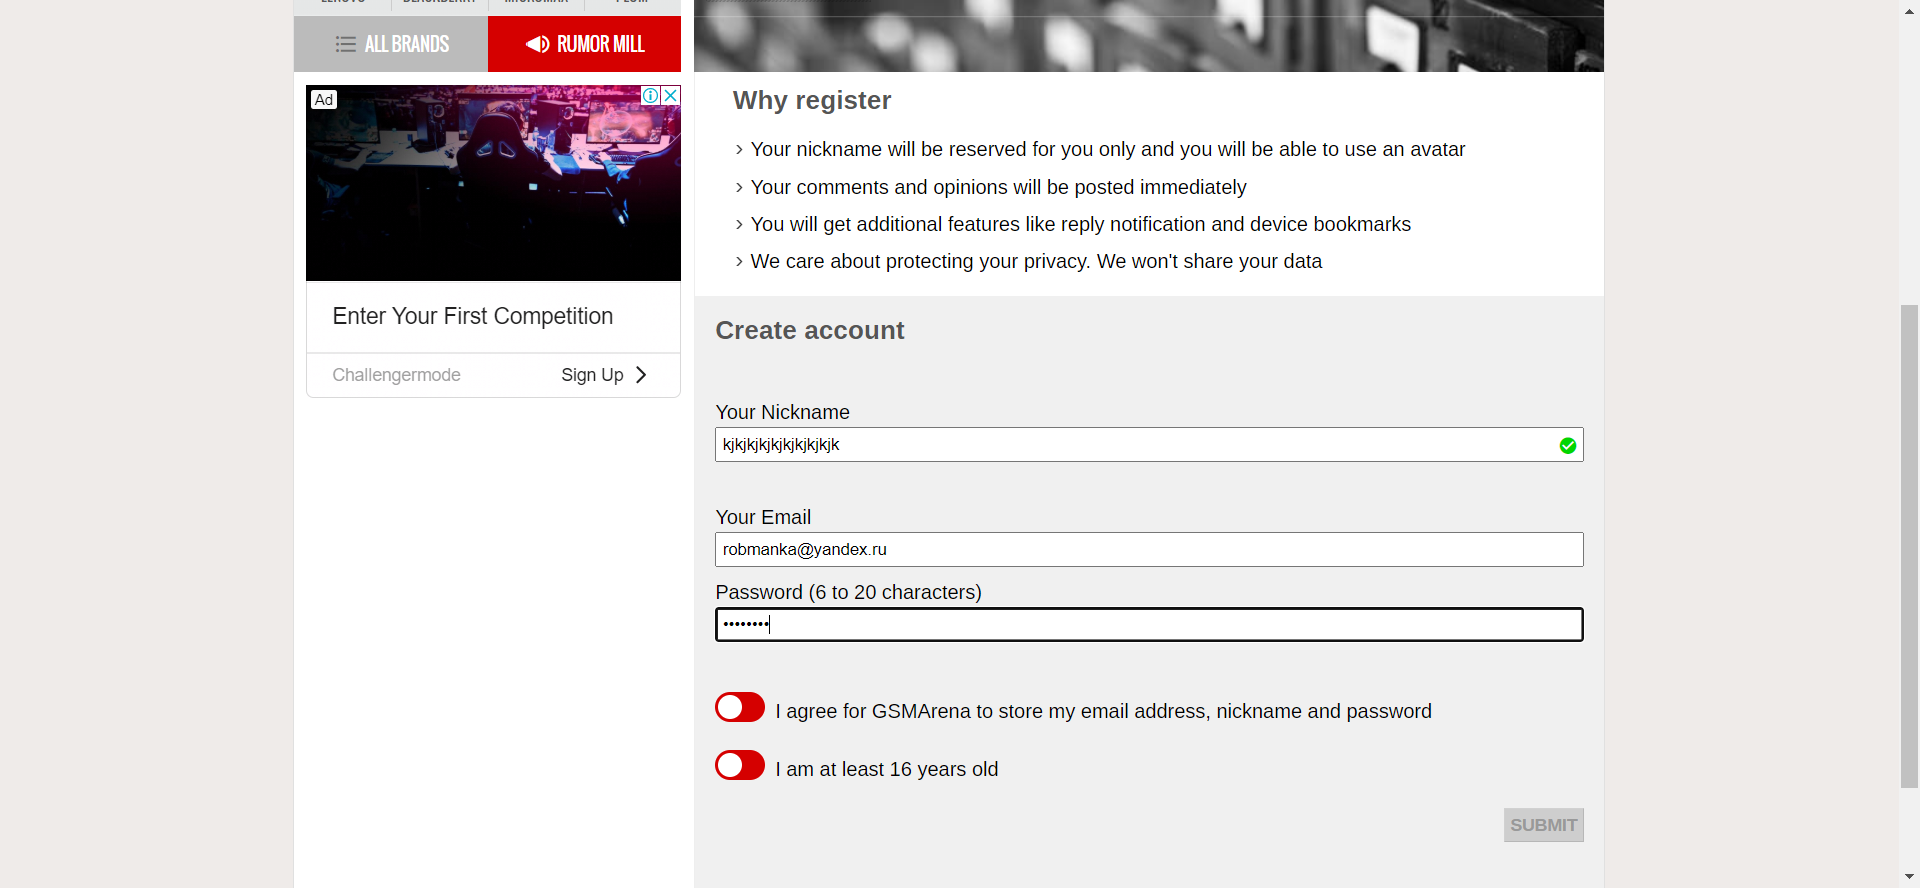 ALL BRANDS
RUMOR MILL
Ad
Enter Your First Competition
Challengermode
Sign Up
Why register
Your nickname will be reserved for you only and you will be able to use an avatar
Your comments and opinions will be posted immediately
You will get additional features like reply notification and device bookmarks
We care about protecting your privacy. We won't share your data
Create account
Your Nickname
kjkjkjkjkjkjkjkjkjk
Your Email
robmanka@yandex.ru
Password (6 to 20 characters)
••••••••
I agree for GSMArena to store my email address, nickname and password
I am at least 16 years old
SUBMIT